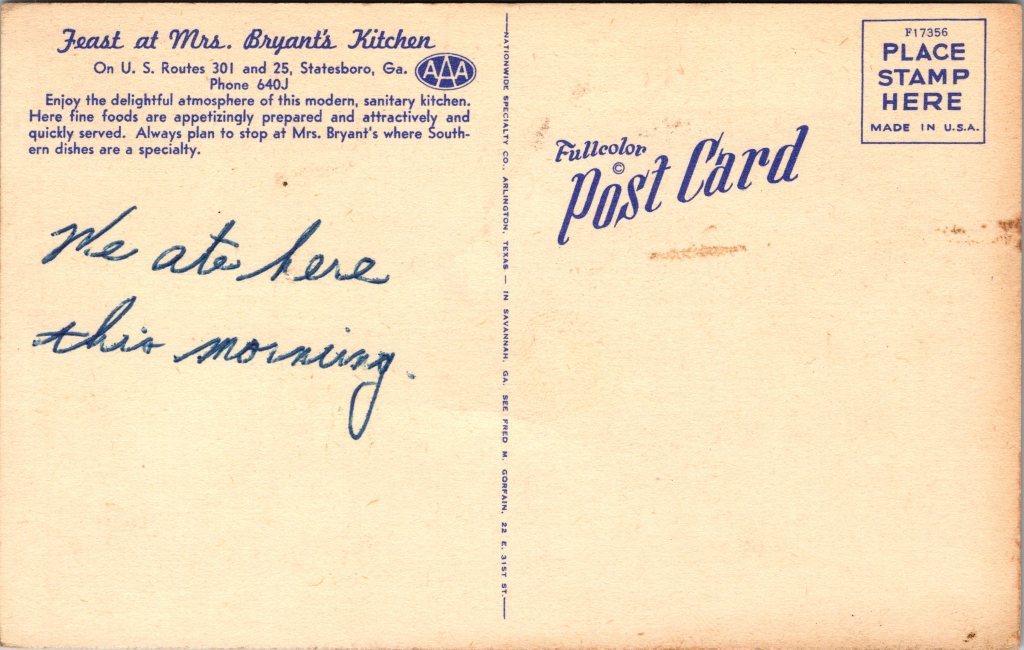 Feast at Mrs. Bryant's Kitchen
On U. S. Routes 301 and 25, Statesboro, Ga.
Phone 640J
AAA
Enjoy the delightful atmosphere of this modern, sanitary kitchen.
Here fine foods are appetizingly prepared and attractively and
quickly served. Always plan to stop at Mrs. Bryant's where South-
ern dishes are a specialty.
We ate here
this morning.
NATIONWIDE SPECIALTY CO., ARLINGTON, TEXAS — IN SAVANNAH, GA. SEE FRED M. GORFAIN, 22 E. 31ST ST.
Fullcolor
©
Post Card
F17356
PLACE
STAMP
HERE
MADE IN U.S.A.